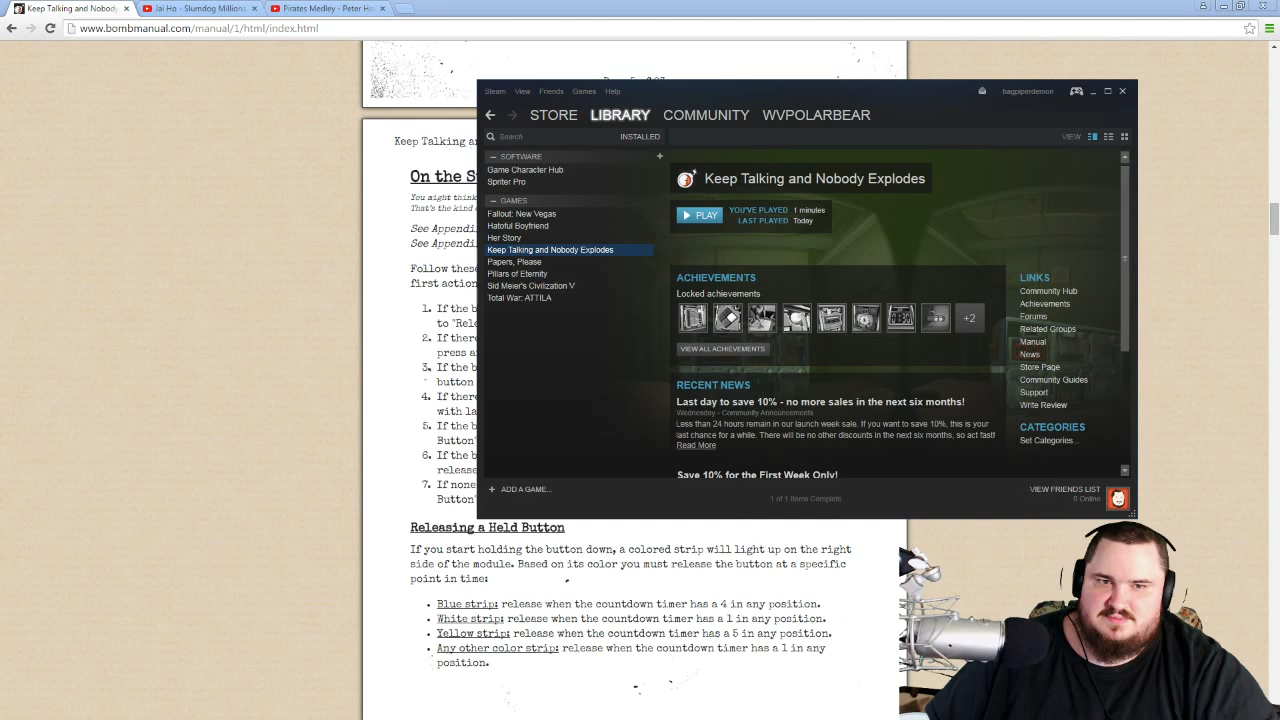 Keep Talking and Nobody
Jai Ho - Slumdog Milliona
Pirates Medley - Peter Ho
www.bombmanual.com/manual/1/html/index.html
Keep Talking a
On the S
You might think
That's the kind
See Appendi
See Appendi
Follow these
first action
1. If the b
to "Rele
2. If there
press a
3. If the b
button
4. If there
with la
5. If the b
Button"
6. If the b
release
7. If none
Button"
Releasing a Held Button
If you start holding the button down, a colored strip will light up on the right
side of the module. Based on its color you must release the button at a specific
point in time:
• Blue strip: release when the countdown timer has a 4 in any position.
• White strip: release when the countdown timer has a 1 in any position.
• Yellow strip: release when the countdown timer has a 5 in any position.
• Any other color strip: release when the countdown timer has a 1 in any
position.
Steam View Friends Games Help
bagpiperdemon
STORE LIBRARY COMMUNITY WVPOLARBEAR
Search INSTALLED
VIEW
— SOFTWARE
Game Character Hub
Spriter Pro
— GAMES
Fallout: New Vegas
Hatoful Boyfriend
Her Story
Keep Talking and Nobody Explodes
Papers, Please
Pillars of Eternity
Sid Meier's Civilization V
Total War: ATTILA
+ ADD A GAME...
Keep Talking and Nobody Explodes
PLAY
YOU'VE PLAYED 1 minutes
LAST PLAYED Today
ACHIEVEMENTS
Locked achievements
+2
VIEW ALL ACHIEVEMENTS
RECENT NEWS
Last day to save 10% - no more sales in the next six months!
Wednesday - Community Announcements
Less than 24 hours remain in our launch week sale. If you want to save 10%, this is your
last chance for a while. There will be no other discounts in the next six months, so act fast!
Read More
Save 10% for the First Week Only!
LINKS
Community Hub
Achievements
Forums
Related Groups
Manual
News
Store Page
Community Guides
Support
Write Review
CATEGORIES
Set Categories...
1 of 1 Items Complete
VIEW FRIENDS LIST
0 Online